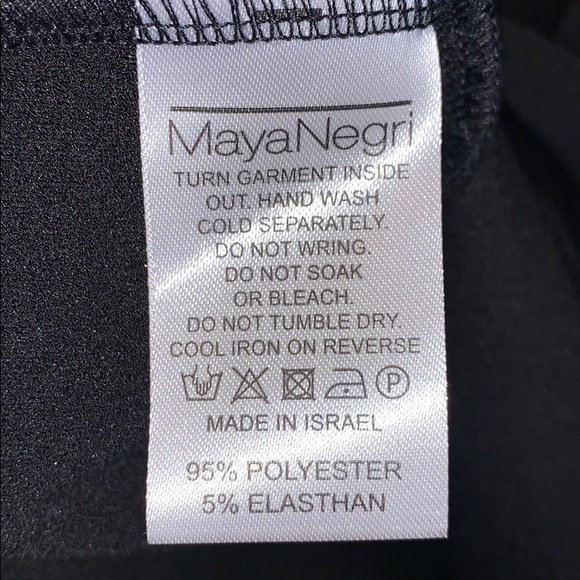 MayaNegri
TURN GARMENT INSIDE
OUT. HAND WASH
COLD SEPARATELY.
DO NOT WRING.
DO NOT SOAK
OR BLEACH.
DO NOT TUMBLE DRY.
COOL IRON ON REVERSE
P
MADE IN ISRAEL
95% POLYESTER
5% ELASTHAN